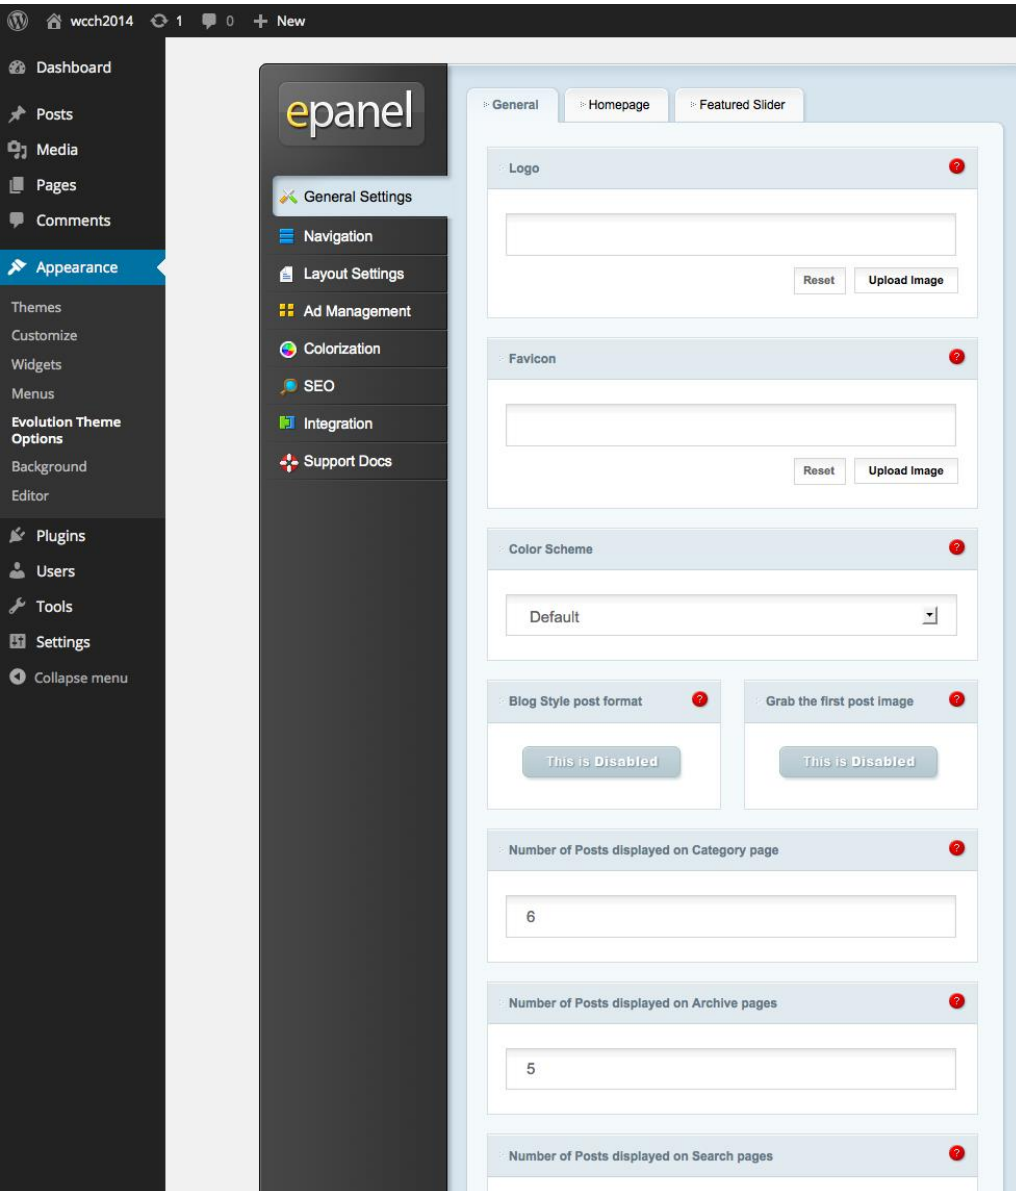 wcch2014 1 0 + New
Dashboard
Posts
Media
Pages
Comments
Appearance
Themes
Customize
Widgets
Menus
Evolution Theme
Options
Background
Editor
Plugins
Users
Tools
Settings
Collapse menu
epanel
General Settings
Navigation
Layout Settings
Ad Management
Colorization
SEO
Integration
Support Docs
General Homepage Featured Slider
Logo ?
Reset Upload Image
Favicon ?
Reset Upload Image
Color Scheme ?
Default
Blog Style post format ? Grab the first post image ?
This is Disabled This is Disabled
Number of Posts displayed on Category page ?
6
Number of Posts displayed on Archive pages ?
5
Number of Posts displayed on Search pages ?